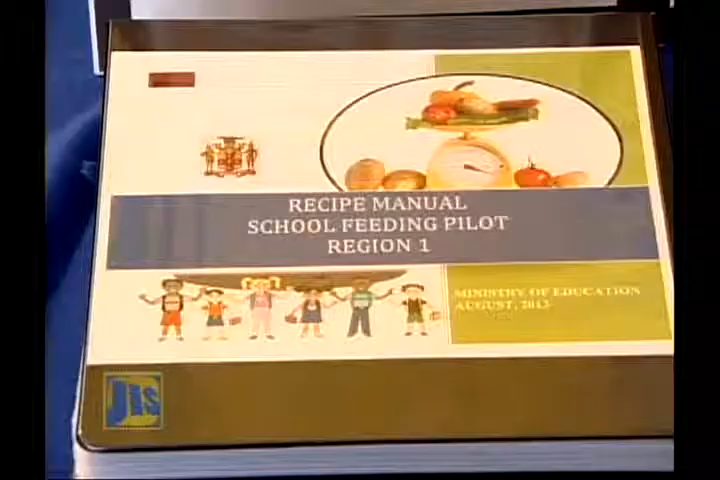 RECIPE MANUAL
SCHOOL FEEDING PILOT
REGION 1
MINISTRY OF EDUCATION
AUGUST, 2013
JIS